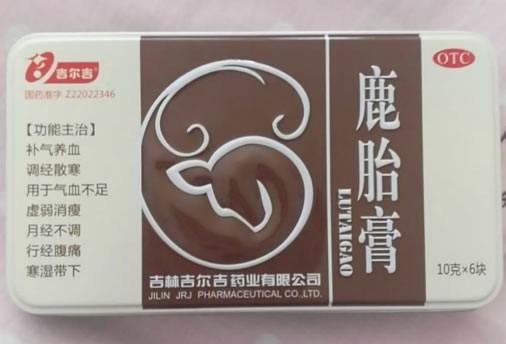 吉尔吉
国药准字 Z22022346
【功能主治】
补气养血
调经散寒
用于气血不足
虚弱消瘦
月经不调
行经腹痛
寒湿带下
吉林吉尔吉药业有限公司
JILIN JRJ PHARMACEUTICAL CO.,LTD.
鹿胎膏
LUTAIGAO
OTC
10克×6块